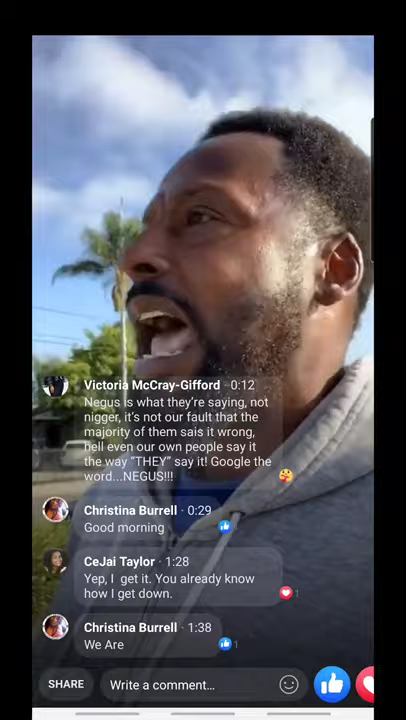 Victoria McCray-Gifford · 0:12
Negus is what they're saying, not
nigger, it's not our fault that the
majority of them sais it wrong,
hell even our own people say it
the way "THEY" say it! Google the
word...NEGUS!!!
Christina Burrell · 0:29
Good morning
CeJai Taylor · 1:28
Yep, I get it. You already know
how I get down.
1
Christina Burrell · 1:38
We Are
1
SHARE
Write a comment...